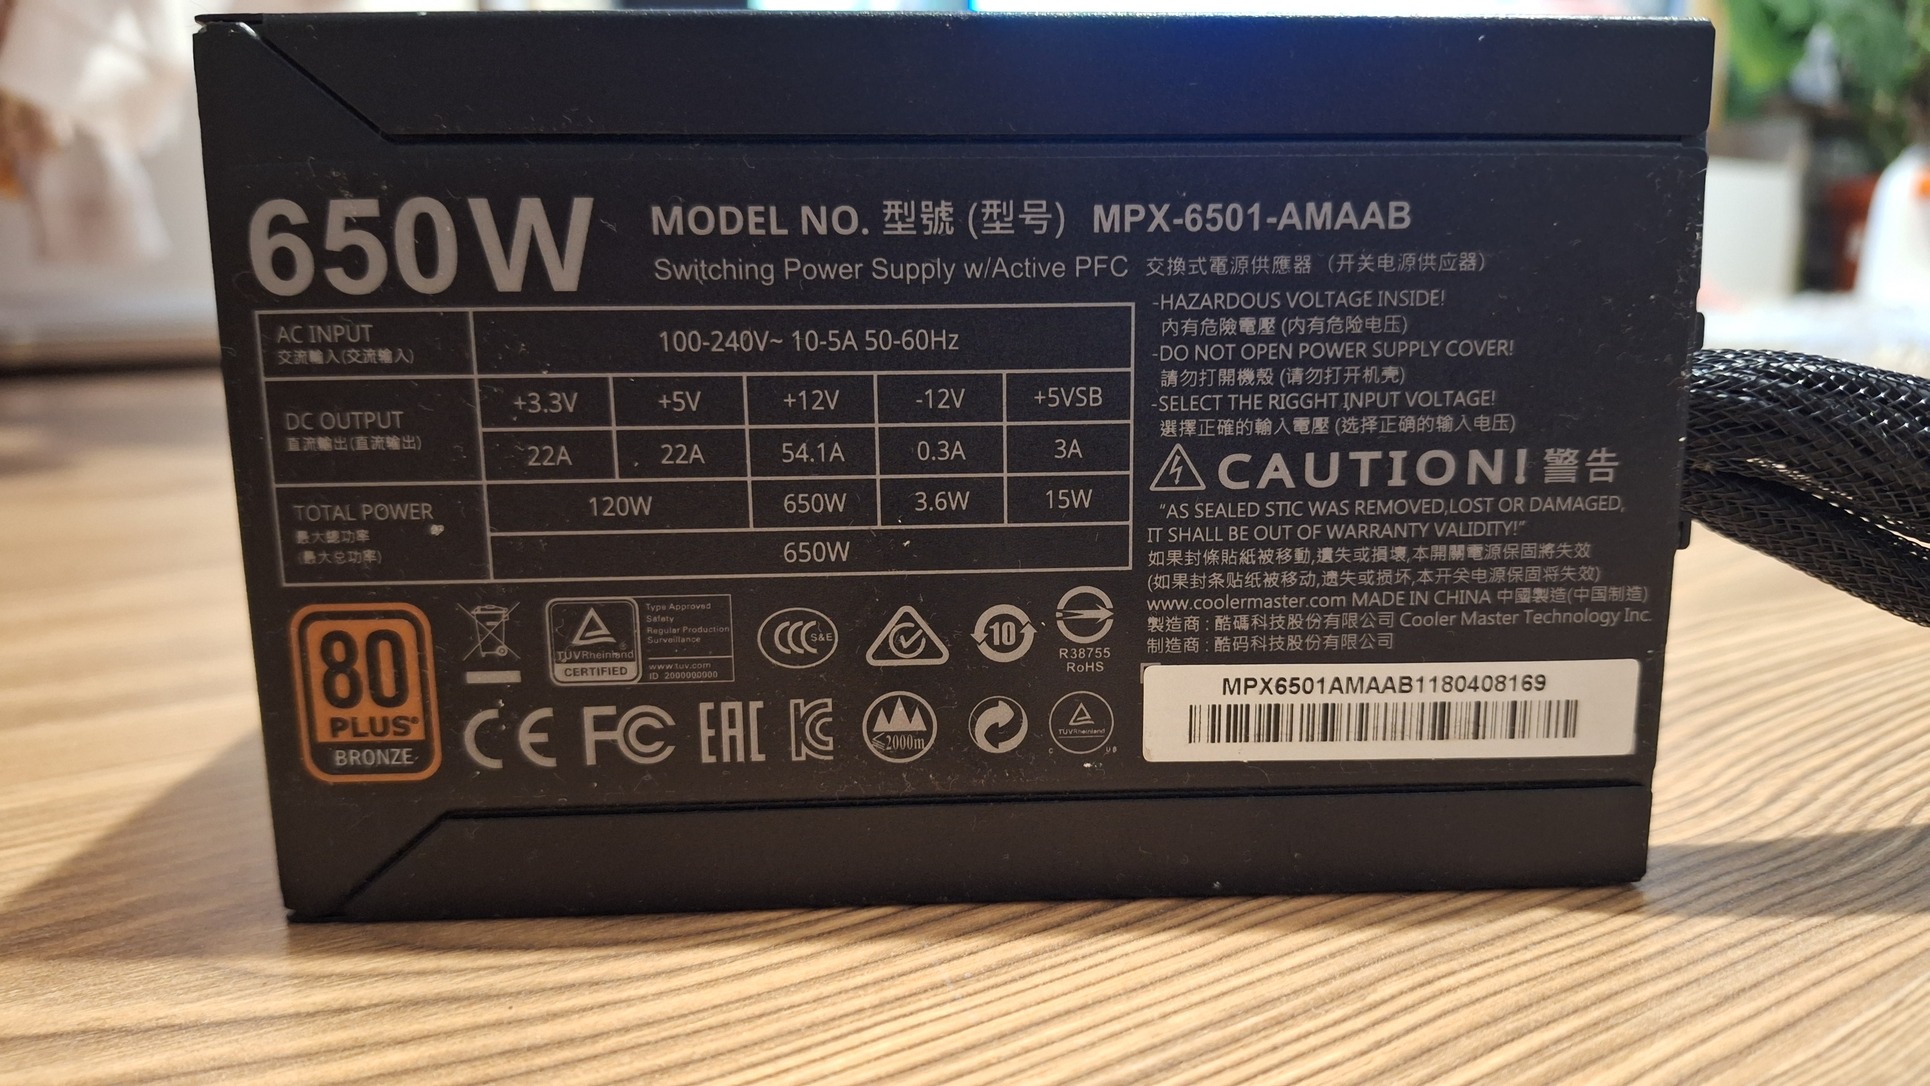 650W
MODEL NO. 型號 (型号) MPX-6501-AMAAB
Switching Power Supply w/Active PFC 交換式電源供應器 (开关电源供应器)
AC INPUT
交流輸入(交流输入)
100-240V~ 10-5A 50-60Hz
DC OUTPUT
直流輸出(直流输出)
+3.3V +5V +12V -12V +5VSB
22A 22A 54.1A 0.3A 3A
TOTAL POWER
最大總功率
(最大总功率)
120W 650W 3.6W 15W
650W
-HAZARDOUS VOLTAGE INSIDE!
內有危險電壓 (内有危险电压)
-DO NOT OPEN POWER SUPPLY COVER!
請勿打開機殼 (请勿打开机壳)
-SELECT THE RIGGHT INPUT VOLTAGE!
選擇正確的輸入電壓 (选择正确的输入电压)
CAUTION! 警告
"AS SEALED STIC WAS REMOVED,LOST OR DAMAGED,
IT SHALL BE OUT OF WARRANTY VALIDITY!"
如果封條貼紙被移動,遺失或損壞,本開關電源保固將失效
(如果封条贴纸被移动,遗失或损坏,本开关电源保固将失效)
www.coolermaster.com MADE IN CHINA 中國製造(中国制造)
製造商:酷碼科技股份有限公司 Cooler Master Technology Inc.
制造商:酷码科技股份有限公司
80
PLUS®
BRONZE
TÜVRheinland®
CERTIFIED
Type Approved
Safety
Regular Production
Surveillance
www.tuv.com
ID 2000000000
CCC S&E
10
R38755
RoHS
CE FC EAC KC
≤2000m
TÜVRheinland
C US
MPX6501AMAAB1180408169